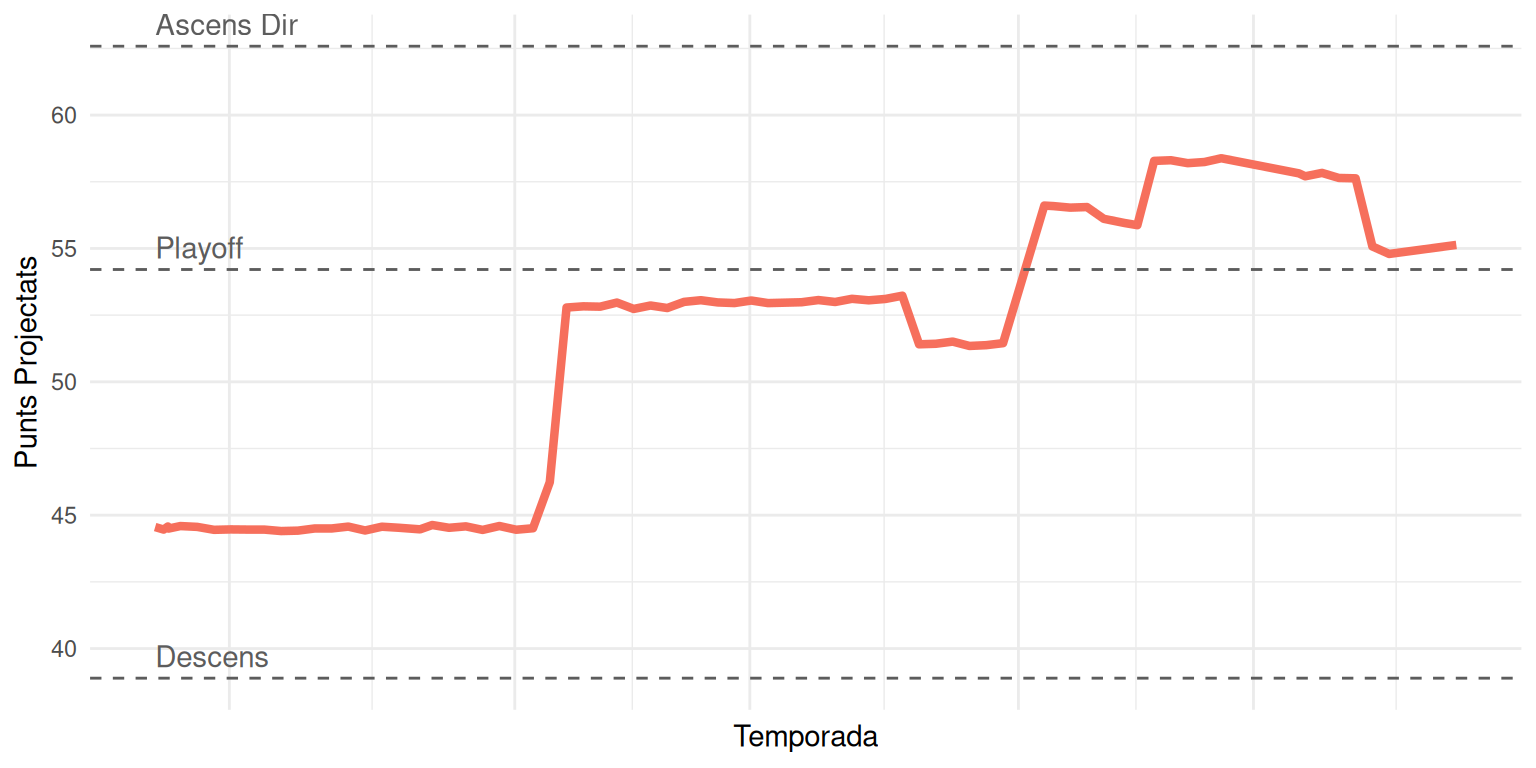 Ascens Dir
60
Playoff
55
Punts Projectats
50
45
40
Descens
Temporada